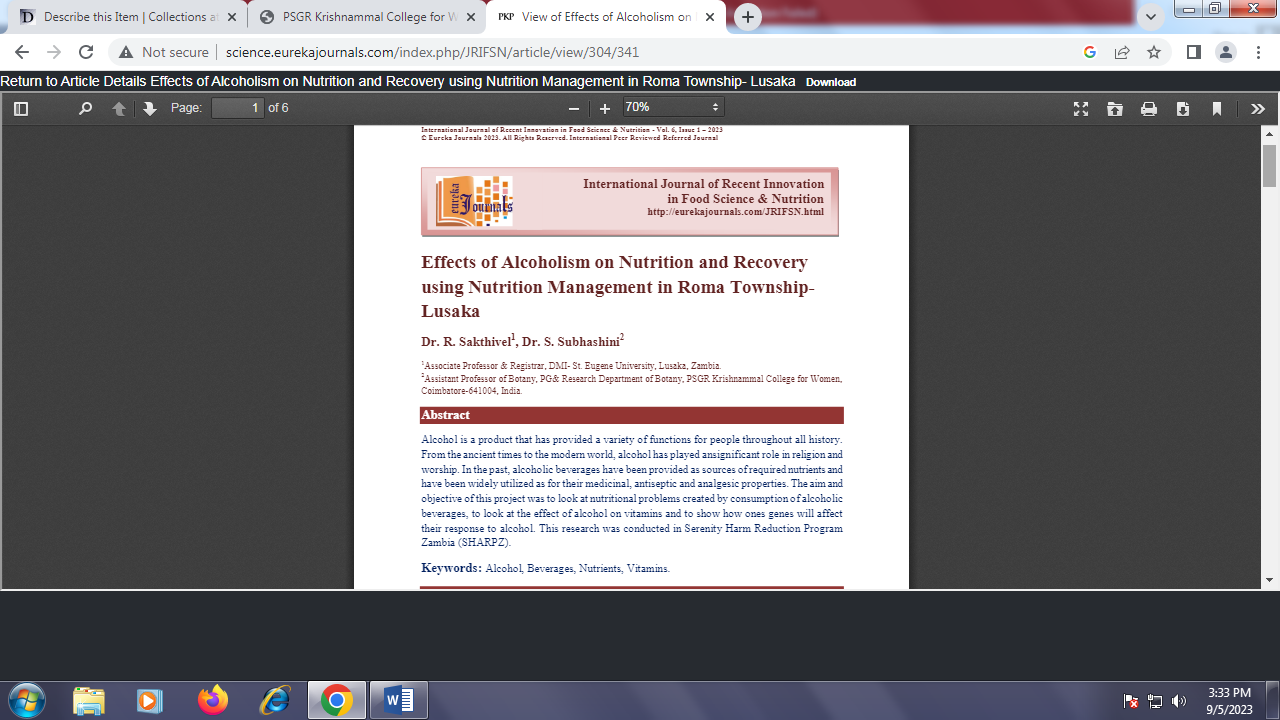 Describe this Item | Collections at
PSGR Krishnammal College for W
PKP View of Effects of Alcoholism on
Not secure science.eurekajournals.com/index.php/JRIFSN/article/view/304/341
Return to Article Details Effects of Alcoholism on Nutrition and Recovery using Nutrition Management in Roma Township- Lusaka Download
Page: 1 of 6 70%
International Journal of Recent Innovation in Food Science & Nutrition - Vol. 6, Issue 1 – 2023
© Eureka Journals 2023. All Rights Reserved. International Peer Reviewed Referred Journal
eureka
Journals
International Journal of Recent Innovation
in Food Science & Nutrition
http://eurekajournals.com/JRIFSN.html
Effects of Alcoholism on Nutrition and Recovery
using Nutrition Management in Roma Township-
Lusaka
Dr. R. Sakthivel1, Dr. S. Subhashini2
1Associate Professor & Registrar, DMI- St. Eugene University, Lusaka, Zambia.
2Assistant Professor of Botany, PG& Research Department of Botany, PSGR Krishnammal College for Women,
Coimbatore-641004, India.
Abstract
Alcohol is a product that has provided a variety of functions for people throughout all history.
From the ancient times to the modern world, alcohol has played ansignificant role in religion and
worship. In the past, alcoholic beverages have been provided as sources of required nutrients and
have been widely utilized as for their medicinal, antiseptic and analgesic properties. The aim and
objective of this project was to look at nutritional problems created by consumption of alcoholic
beverages, to look at the effect of alcohol on vitamins and to show how ones genes will affect
their response to alcohol. This research was conducted in Serenity Harm Reduction Program
Zambia (SHARPZ).
Keywords: Alcohol, Beverages, Nutrients, Vitamins.
3:33 PM
9/5/2023